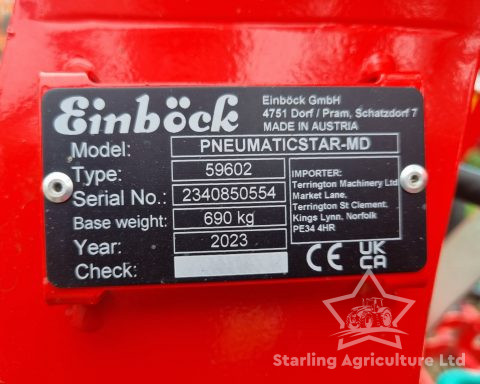 Einböck
Einböck GmbH
4751 Dorf / Pram, Schatzdorf 7
MADE IN AUSTRIA
Model: PNEUMATICSTAR-MD
Type: 59602
Serial No.: 2340850554
Base weight: 690 kg
Year: 2023
Check:
IMPORTER:
Terrington Machinery Ltd
Market Lane,
Terrington St Clement,
Kings Lynn. Norfolk
PE34 4HR
CE UK
CA
Starling Agriculture Ltd